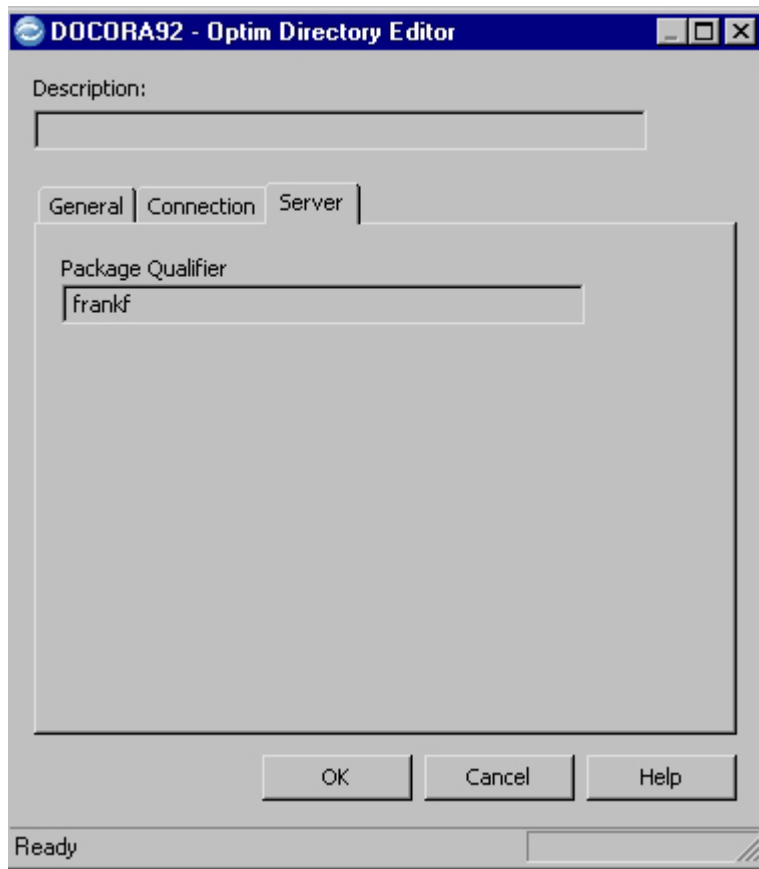 DOCORA92 - Optim Directory Editor
Description:
General Connection Server
Package Qualifier
frankf
OK Cancel Help
Ready